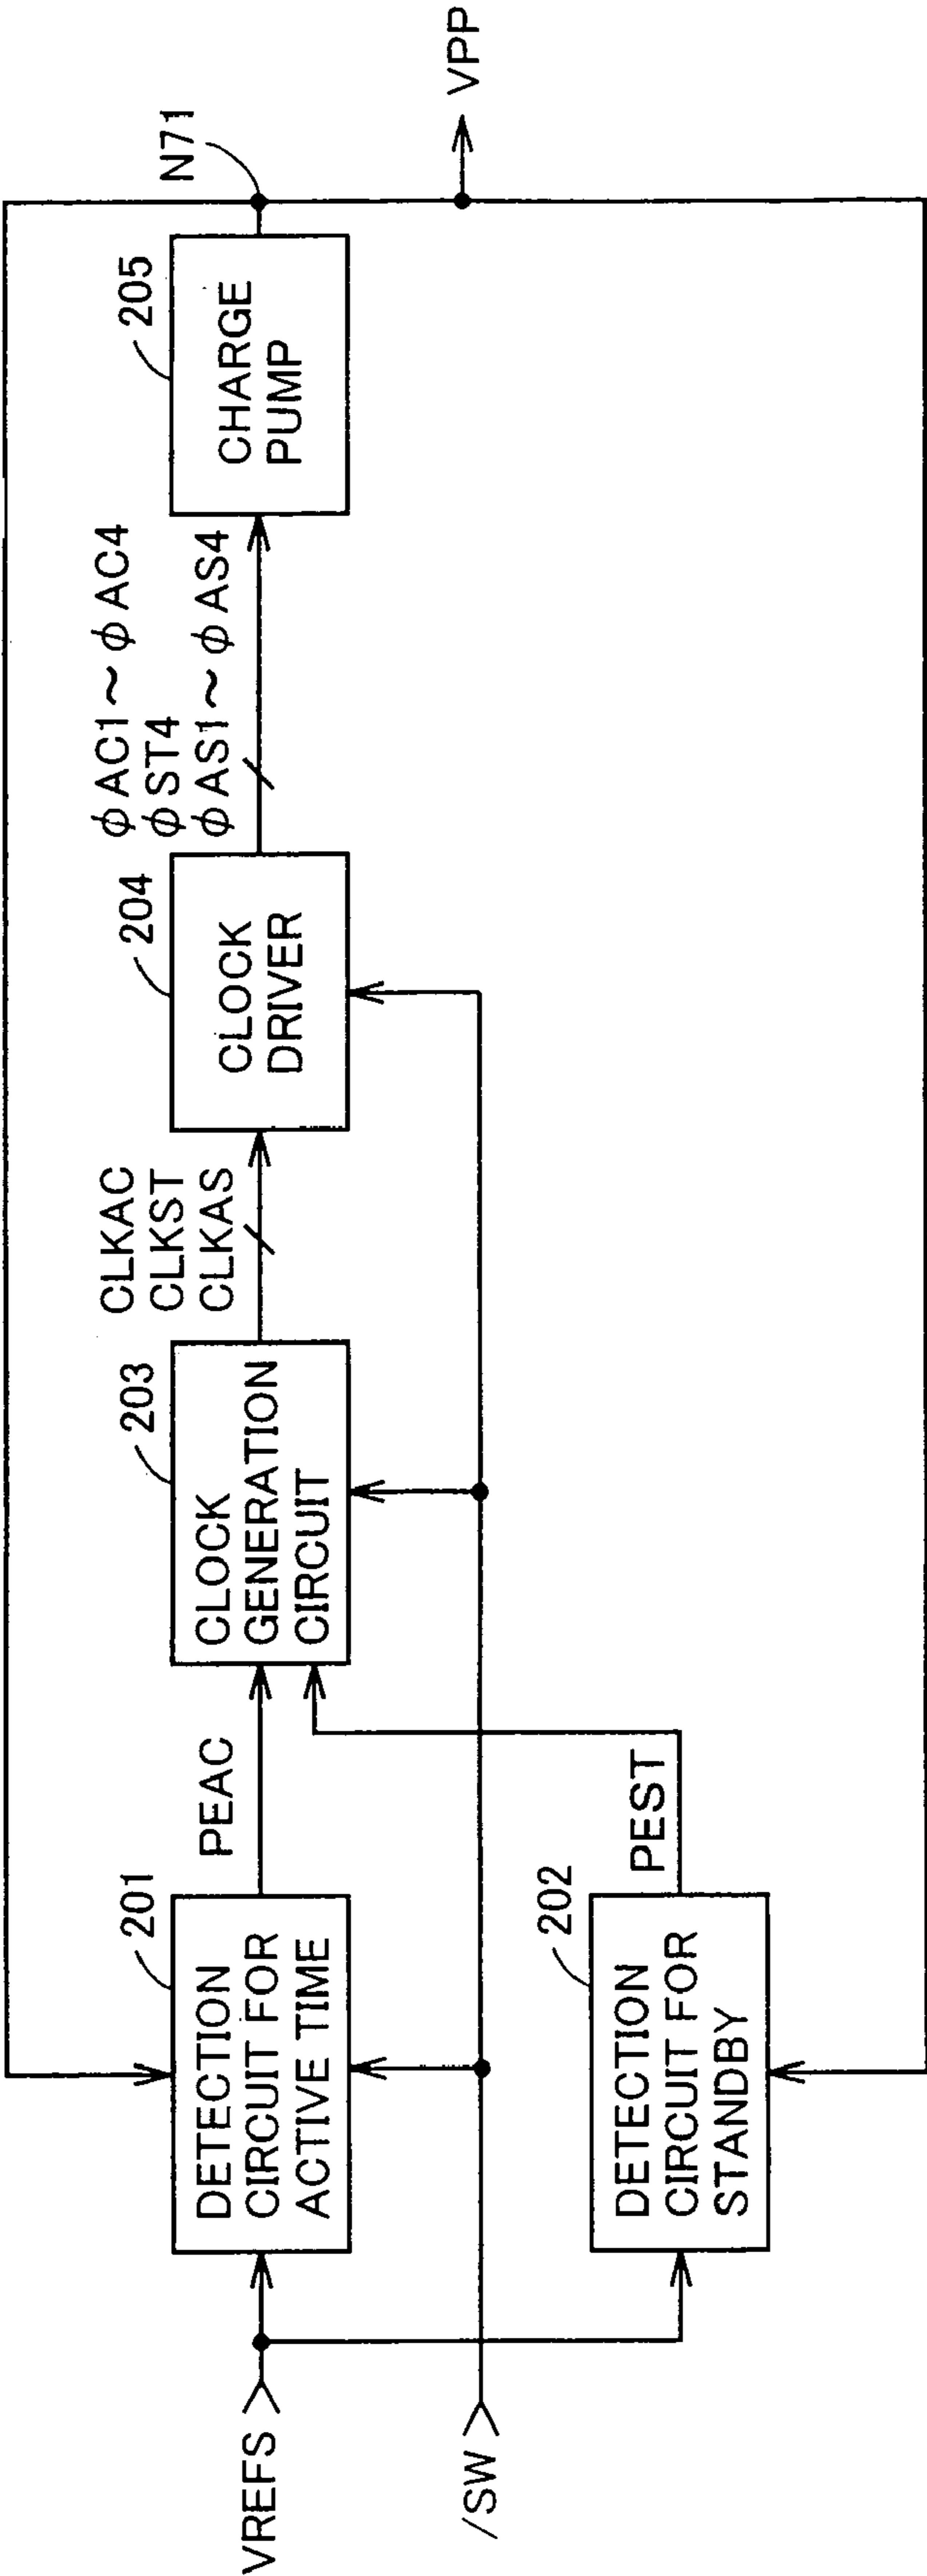 VREFS
/SW
201
DETECTION
CIRCUIT FOR
ACTIVE TIME
PEAC
202
DETECTION
CIRCUIT FOR
STANDBY
PEST
203
CLOCK
GENERATION
CIRCUIT
CLKAC
CLKST
CLKAS
204
CLOCK
DRIVER
φAC1~φAC4
φST4
φAS1~φAS4
205
CHARGE
PUMP
N71
VPP